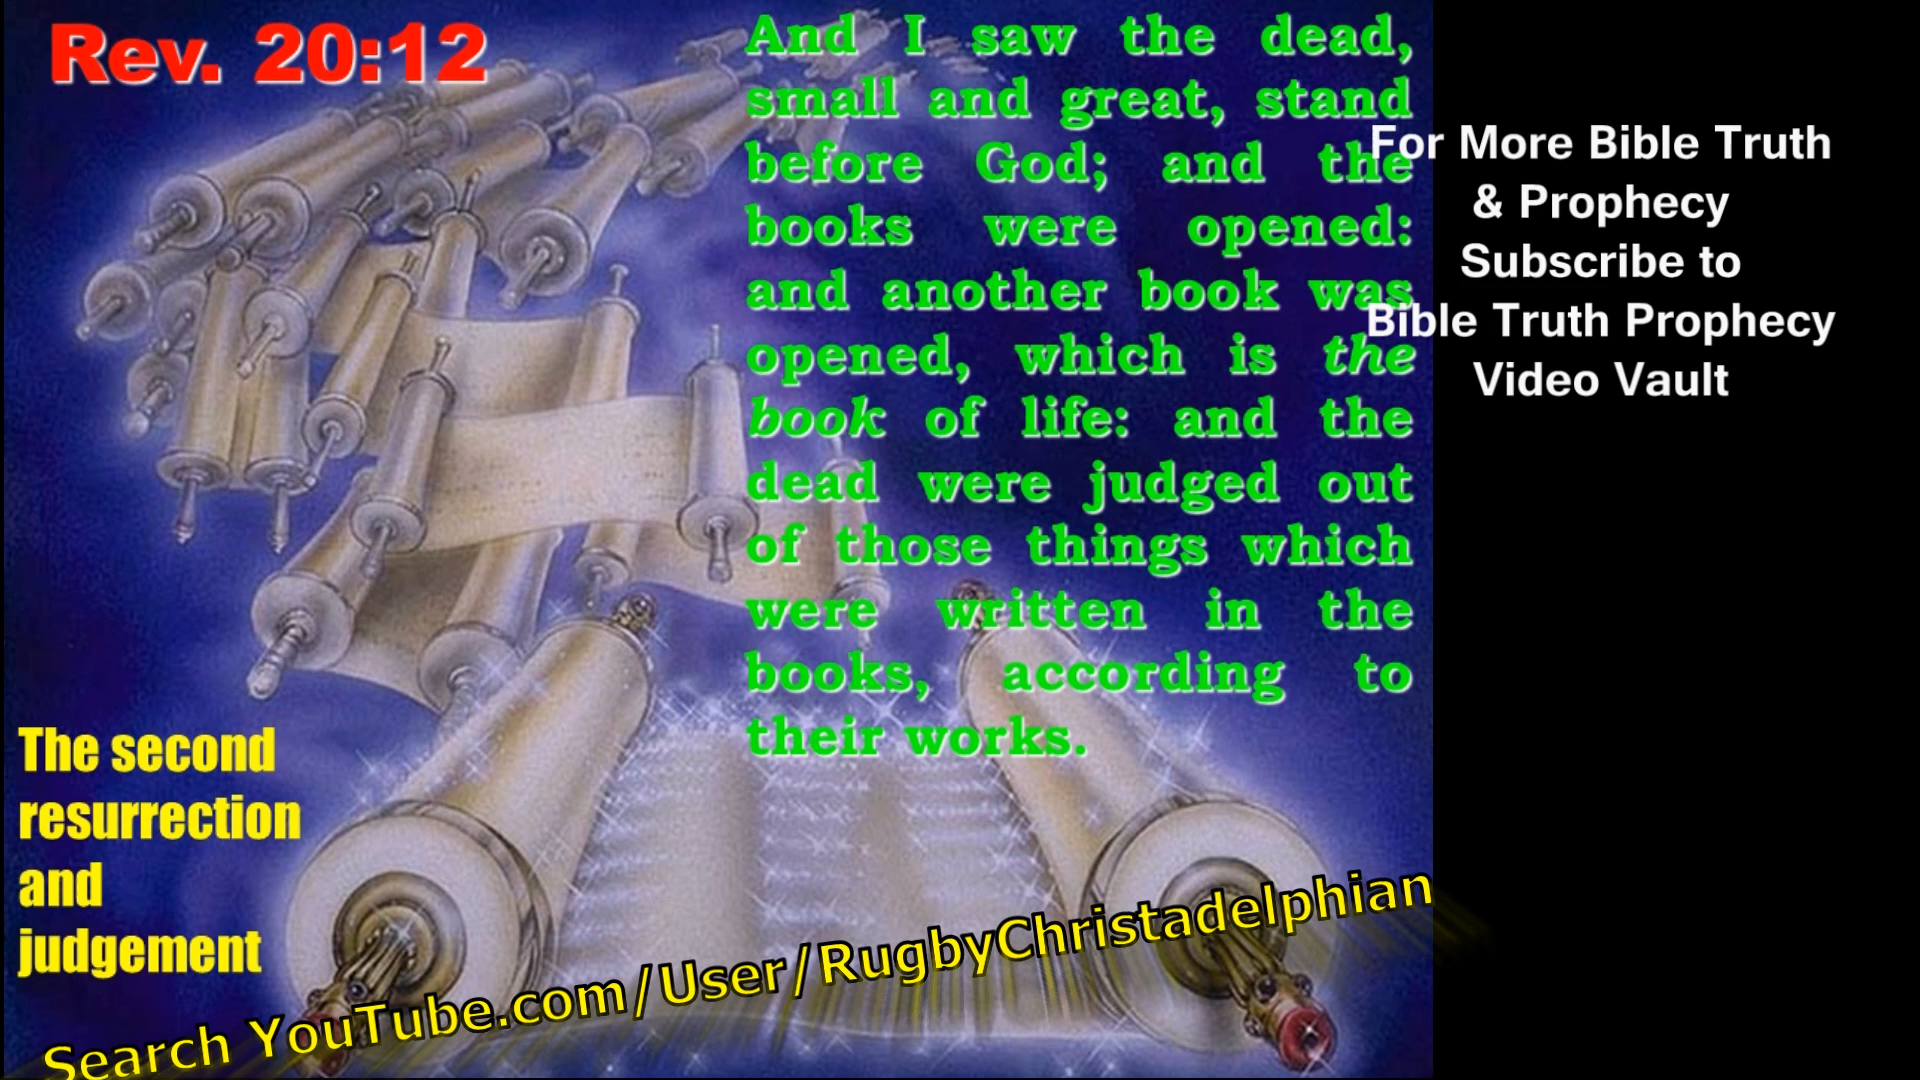 Rev. 20:12
And I saw the dead,
small and great, stand
before God; and the
books were opened:
and another book was
opened, which is the
book of life: and the
dead were judged out
of those things which
were written in the
books, according to
their works.
For More Bible Truth
& Prophecy
Subscribe to
Bible Truth Prophecy
Video Vault
The second
resurrection
and
judgement
Search YouTube.com/User/RugbyChristadelphian